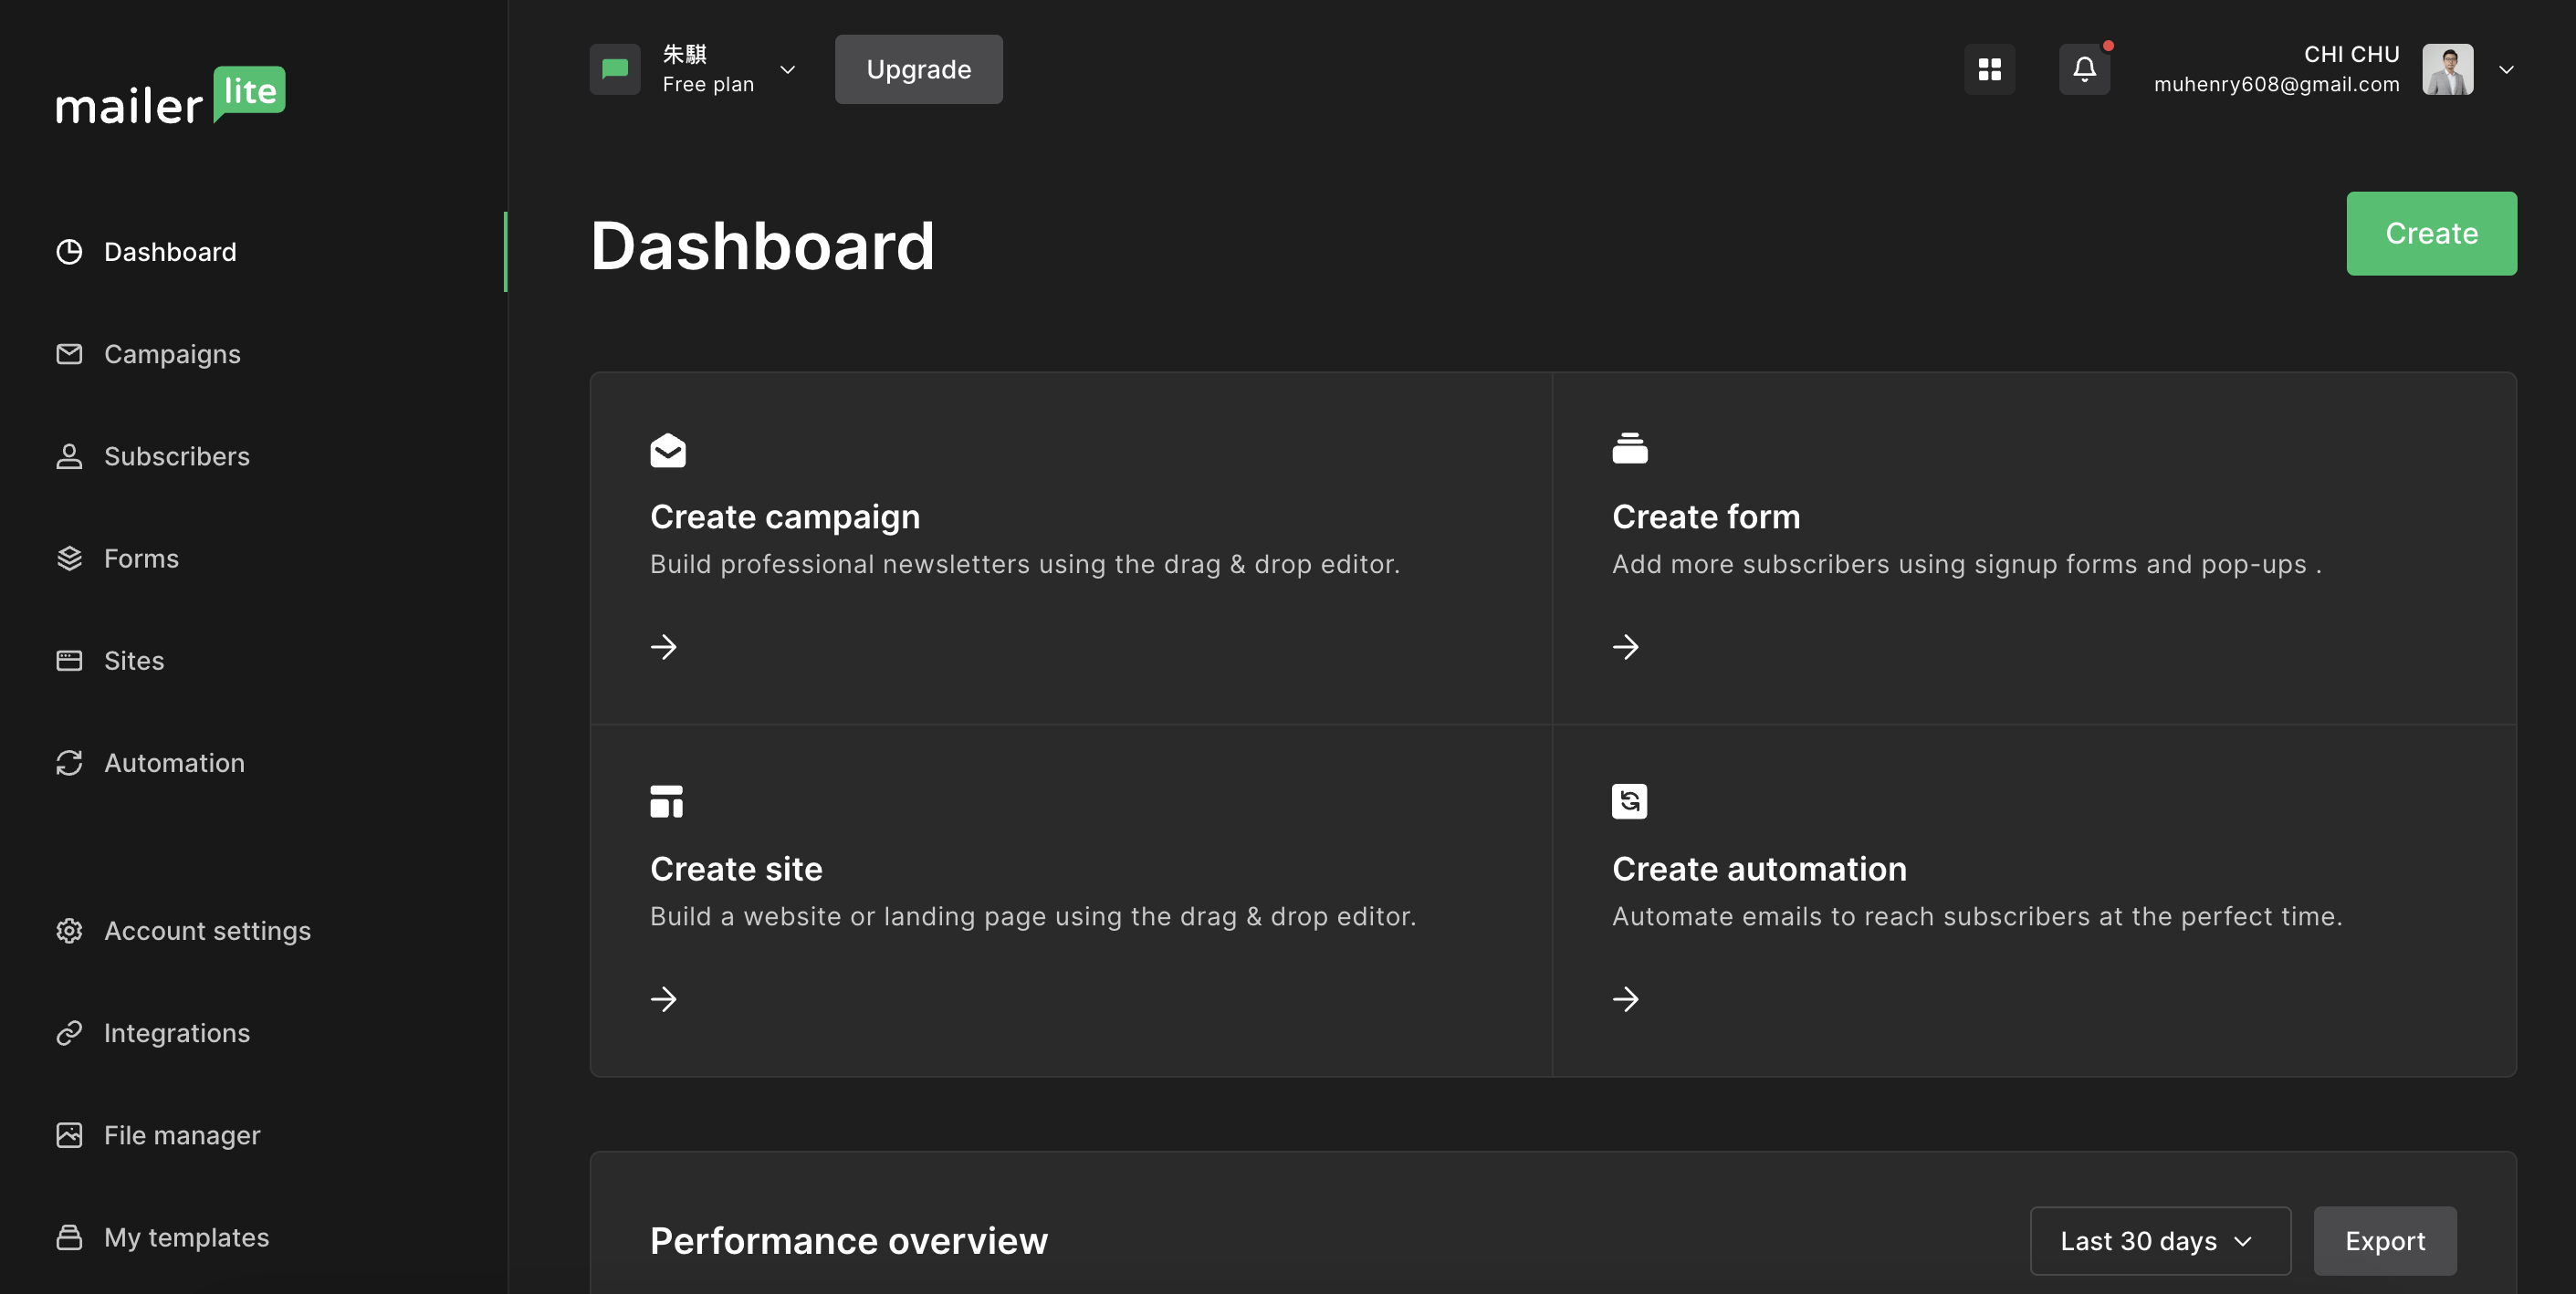 mailer lite
Dashboard
Campaigns
Subscribers
Forms
Sites
Automation
Account settings
Integrations
File manager
My templates
朱騏
Free plan
Upgrade
CHI CHU
muhenry608@gmail.com
Dashboard
Create
Create campaign
Build professional newsletters using the drag & drop editor.
Create form
Add more subscribers using signup forms and pop-ups .
Create site
Build a website or landing page using the drag & drop editor.
Create automation
Automate emails to reach subscribers at the perfect time.
Performance overview
Last 30 days
Export